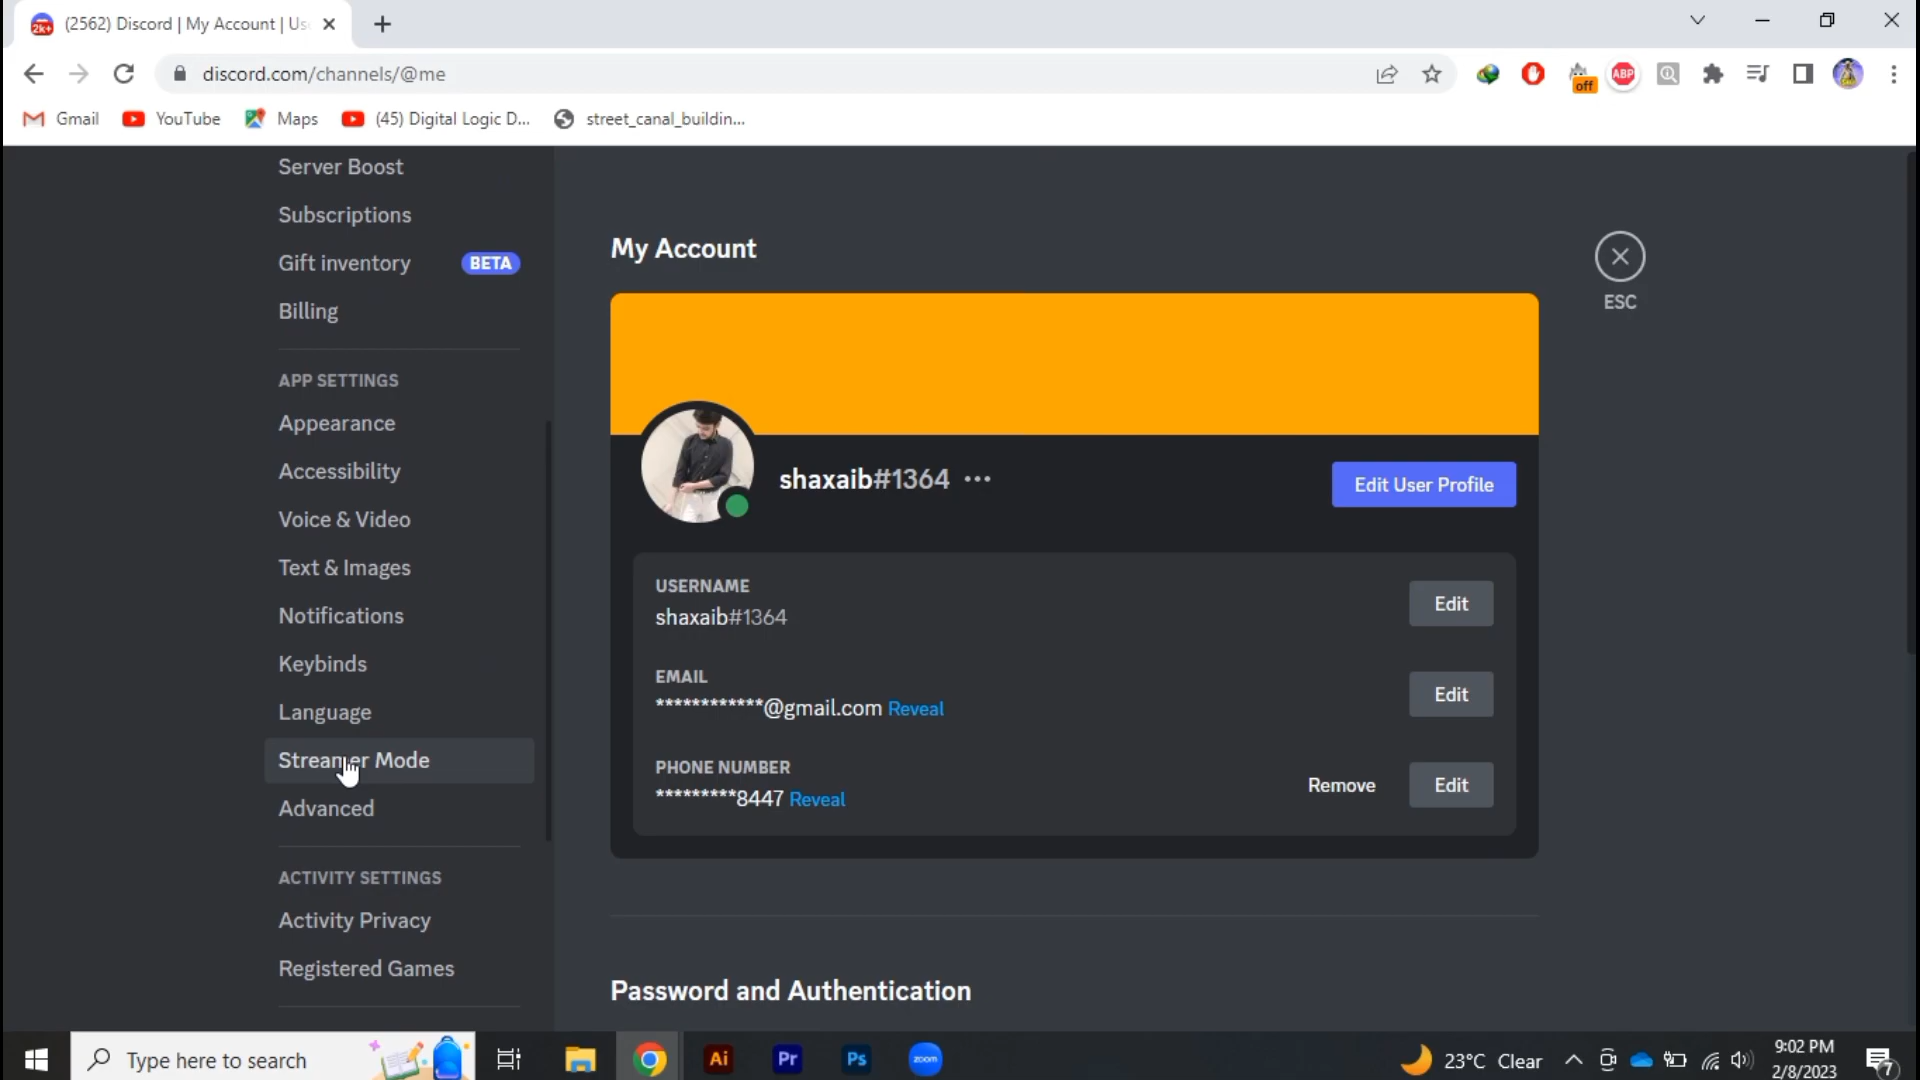 (2562) Discord | My Account | Us
discord.com/channels/@me
off
ABP
Gmail
YouTube
Maps
(45) Digital Logic D...
street_canal_buildin...
Server Boost
Subscriptions
Gift inventory BETA
Billing
APP SETTINGS
Appearance
Accessibility
Voice & Video
Text & Images
Notifications
Keybinds
Language
Streamer Mode
Advanced
ACTIVITY SETTINGS
Activity Privacy
Registered Games
My Account
ESC
shaxaib#1364
Edit User Profile
USERNAME
shaxaib#1364
Edit
EMAIL
************@gmail.com Reveal
Edit
PHONE NUMBER
*********8447 Reveal
Remove
Edit
Password and Authentication
Type here to search
Ai
Pr
Ps
zoom
23°C Clear
9:02 PM
2/8/2023
7